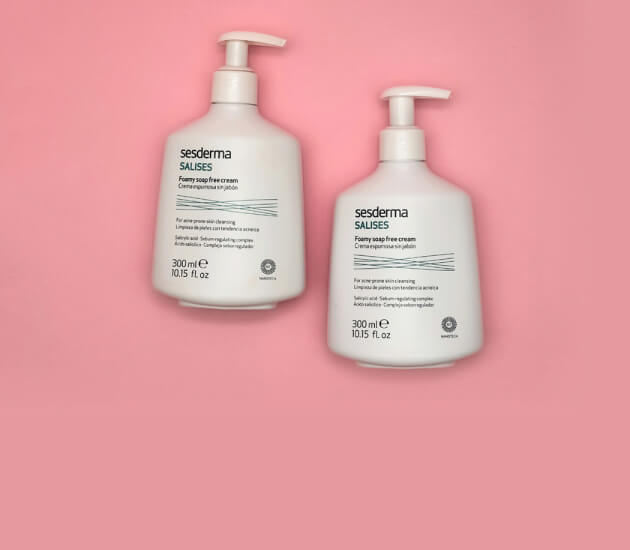 sesderma
SALISES
Foamy soap free cream
Crema espumosa sin jabón
For acne-prone skin cleansing
Limpieza de pieles con tendencia acneica
Salicylic acid · Sebum regulating complex
Ácido salicílico · Complejo seborregulador
300 ml ℮
10.15 fl. oz
NANOTECH
sesderma
SALISES
Foamy soap free cream
Crema espumosa sin jabón
For acne-prone skin cleansing
Limpieza de pieles con tendencia acneica
Salicylic acid · Sebum regulating complex
Ácido salicílico · Complejo seborregulador
300 ml ℮
10.15 fl. oz
NANOTECH